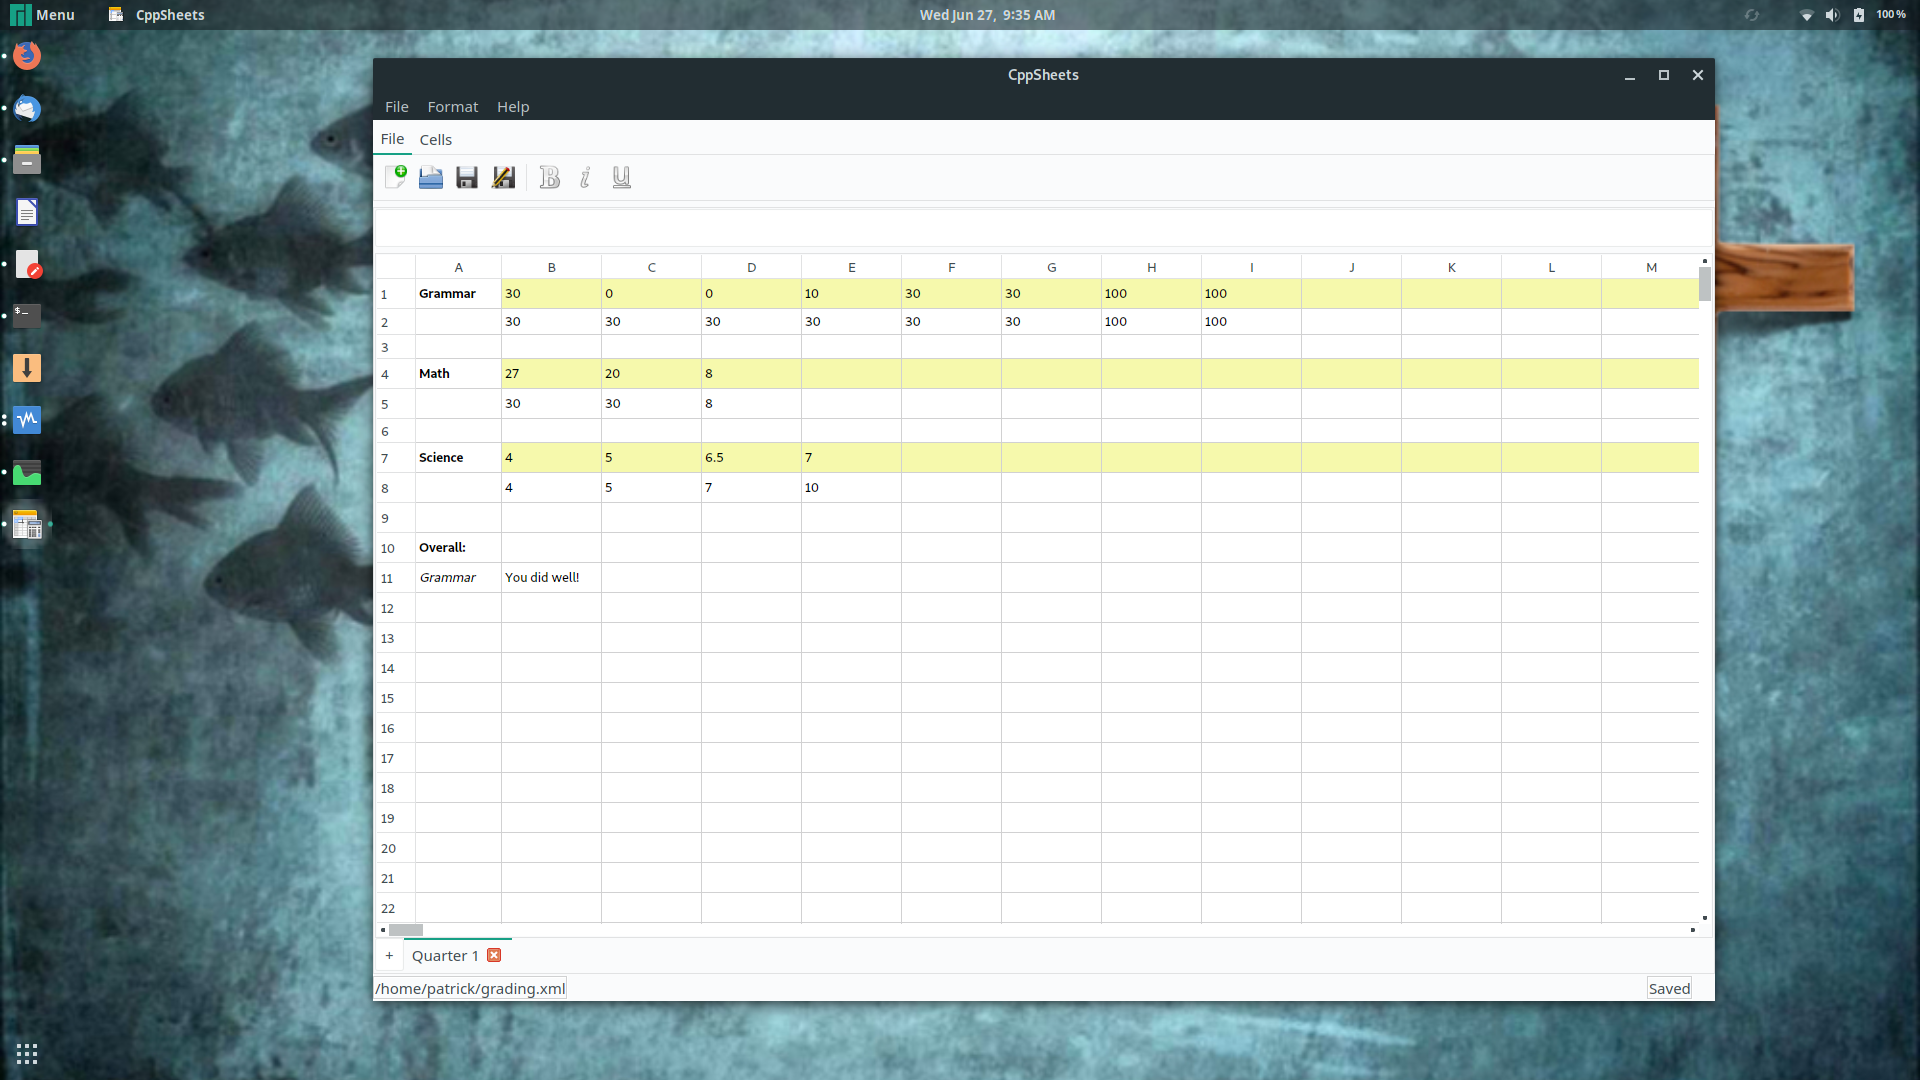 Menu CppSheets Wed Jun 27, 9:35 AM 100%
CppSheets
File Format Help
File Cells
B i U
A B C D E F G H I J K L M
1 Grammar 30 0 0 10 30 30 100 100
2 30 30 30 30 30 30 100 100
3
4 Math 27 20 8
5 30 30 8
6
7 Science 4 5 6.5 7
8 4 5 7 10
9
10 Overall:
11 Grammar You did well!
12
13
14
15
16
17
18
19
20
21
22
+ Quarter 1
/home/patrick/grading.xml Saved